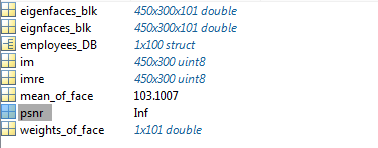 eigenfaces_blk 450x300x101 double
eignfaces_blk 450x300x101 double
employees_DB 1x100 struct
im 450x300 uint8
imre 450x300 uint8
mean_of_face 103.1007
psnr Inf
weights_of_face 1x101 double